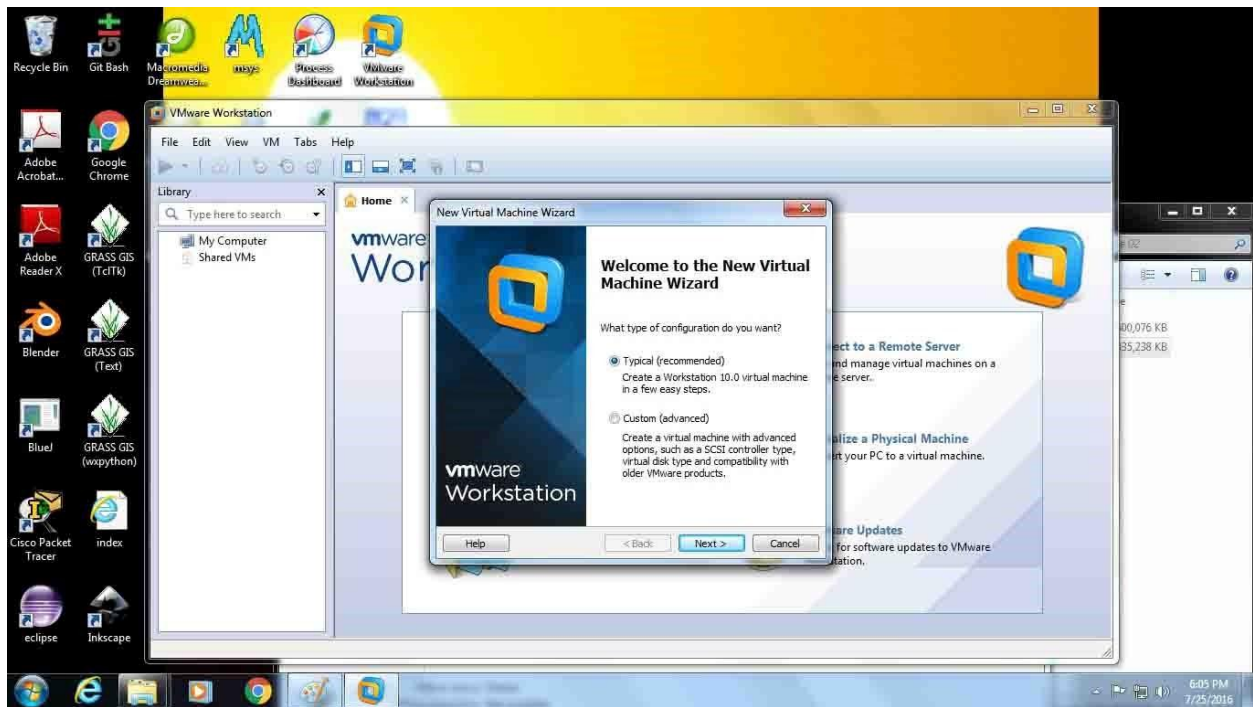 Recycle Bin
Git Bash
Macromedia
Dreamwea...
msys
Process
Dashboard
VMware
Workstation
Adobe
Acrobat...
Google
Chrome
Adobe
Reader X
GRASS GIS
(TclTk)
Blender
GRASS GIS
(Text)
BlueJ
GRASS GIS
(wxpython)
Cisco Packet
Tracer
index
eclipse
Inkscape
VMware Workstation
File Edit View VM Tabs Help
Library
Type here to search
My Computer
Shared VMs
Home
vmware
Wor
New Virtual Machine Wizard
vmware
Workstation
Welcome to the New Virtual
Machine Wizard
What type of configuration do you want?
Typical (recommended)
Create a Workstation 10.0 virtual machine
in a few easy steps.
Custom (advanced)
Create a virtual machine with advanced
options, such as a SCSI controller type,
virtual disk type and compatibility with
older VMware products.
Help
< Back
Next >
Cancel
ect to a Remote Server
and manage virtual machines on a
e server.
alize a Physical Machine
ert your PC to a virtual machine.
are Updates
for software updates to VMware
station.
00,076 KB
35,238 KB
6:05 PM
7/25/2016